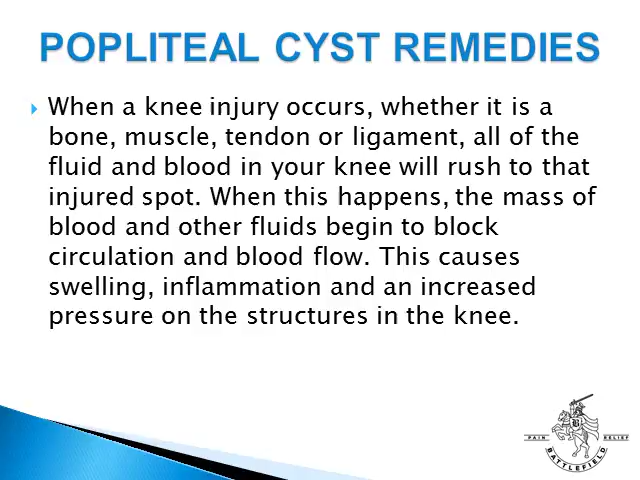 POPLITEAL CYST REMEDIES
When a knee injury occurs, whether it is a
bone, muscle, tendon or ligament, all of the
fluid and blood in your knee will rush to that
injured spot. When this happens, the mass of
blood and other fluids begin to block
circulation and blood flow. This causes
swelling, inflammation and an increased
pressure on the structures in the knee.
B
PAIN RELIEF
BATTLEFIELD